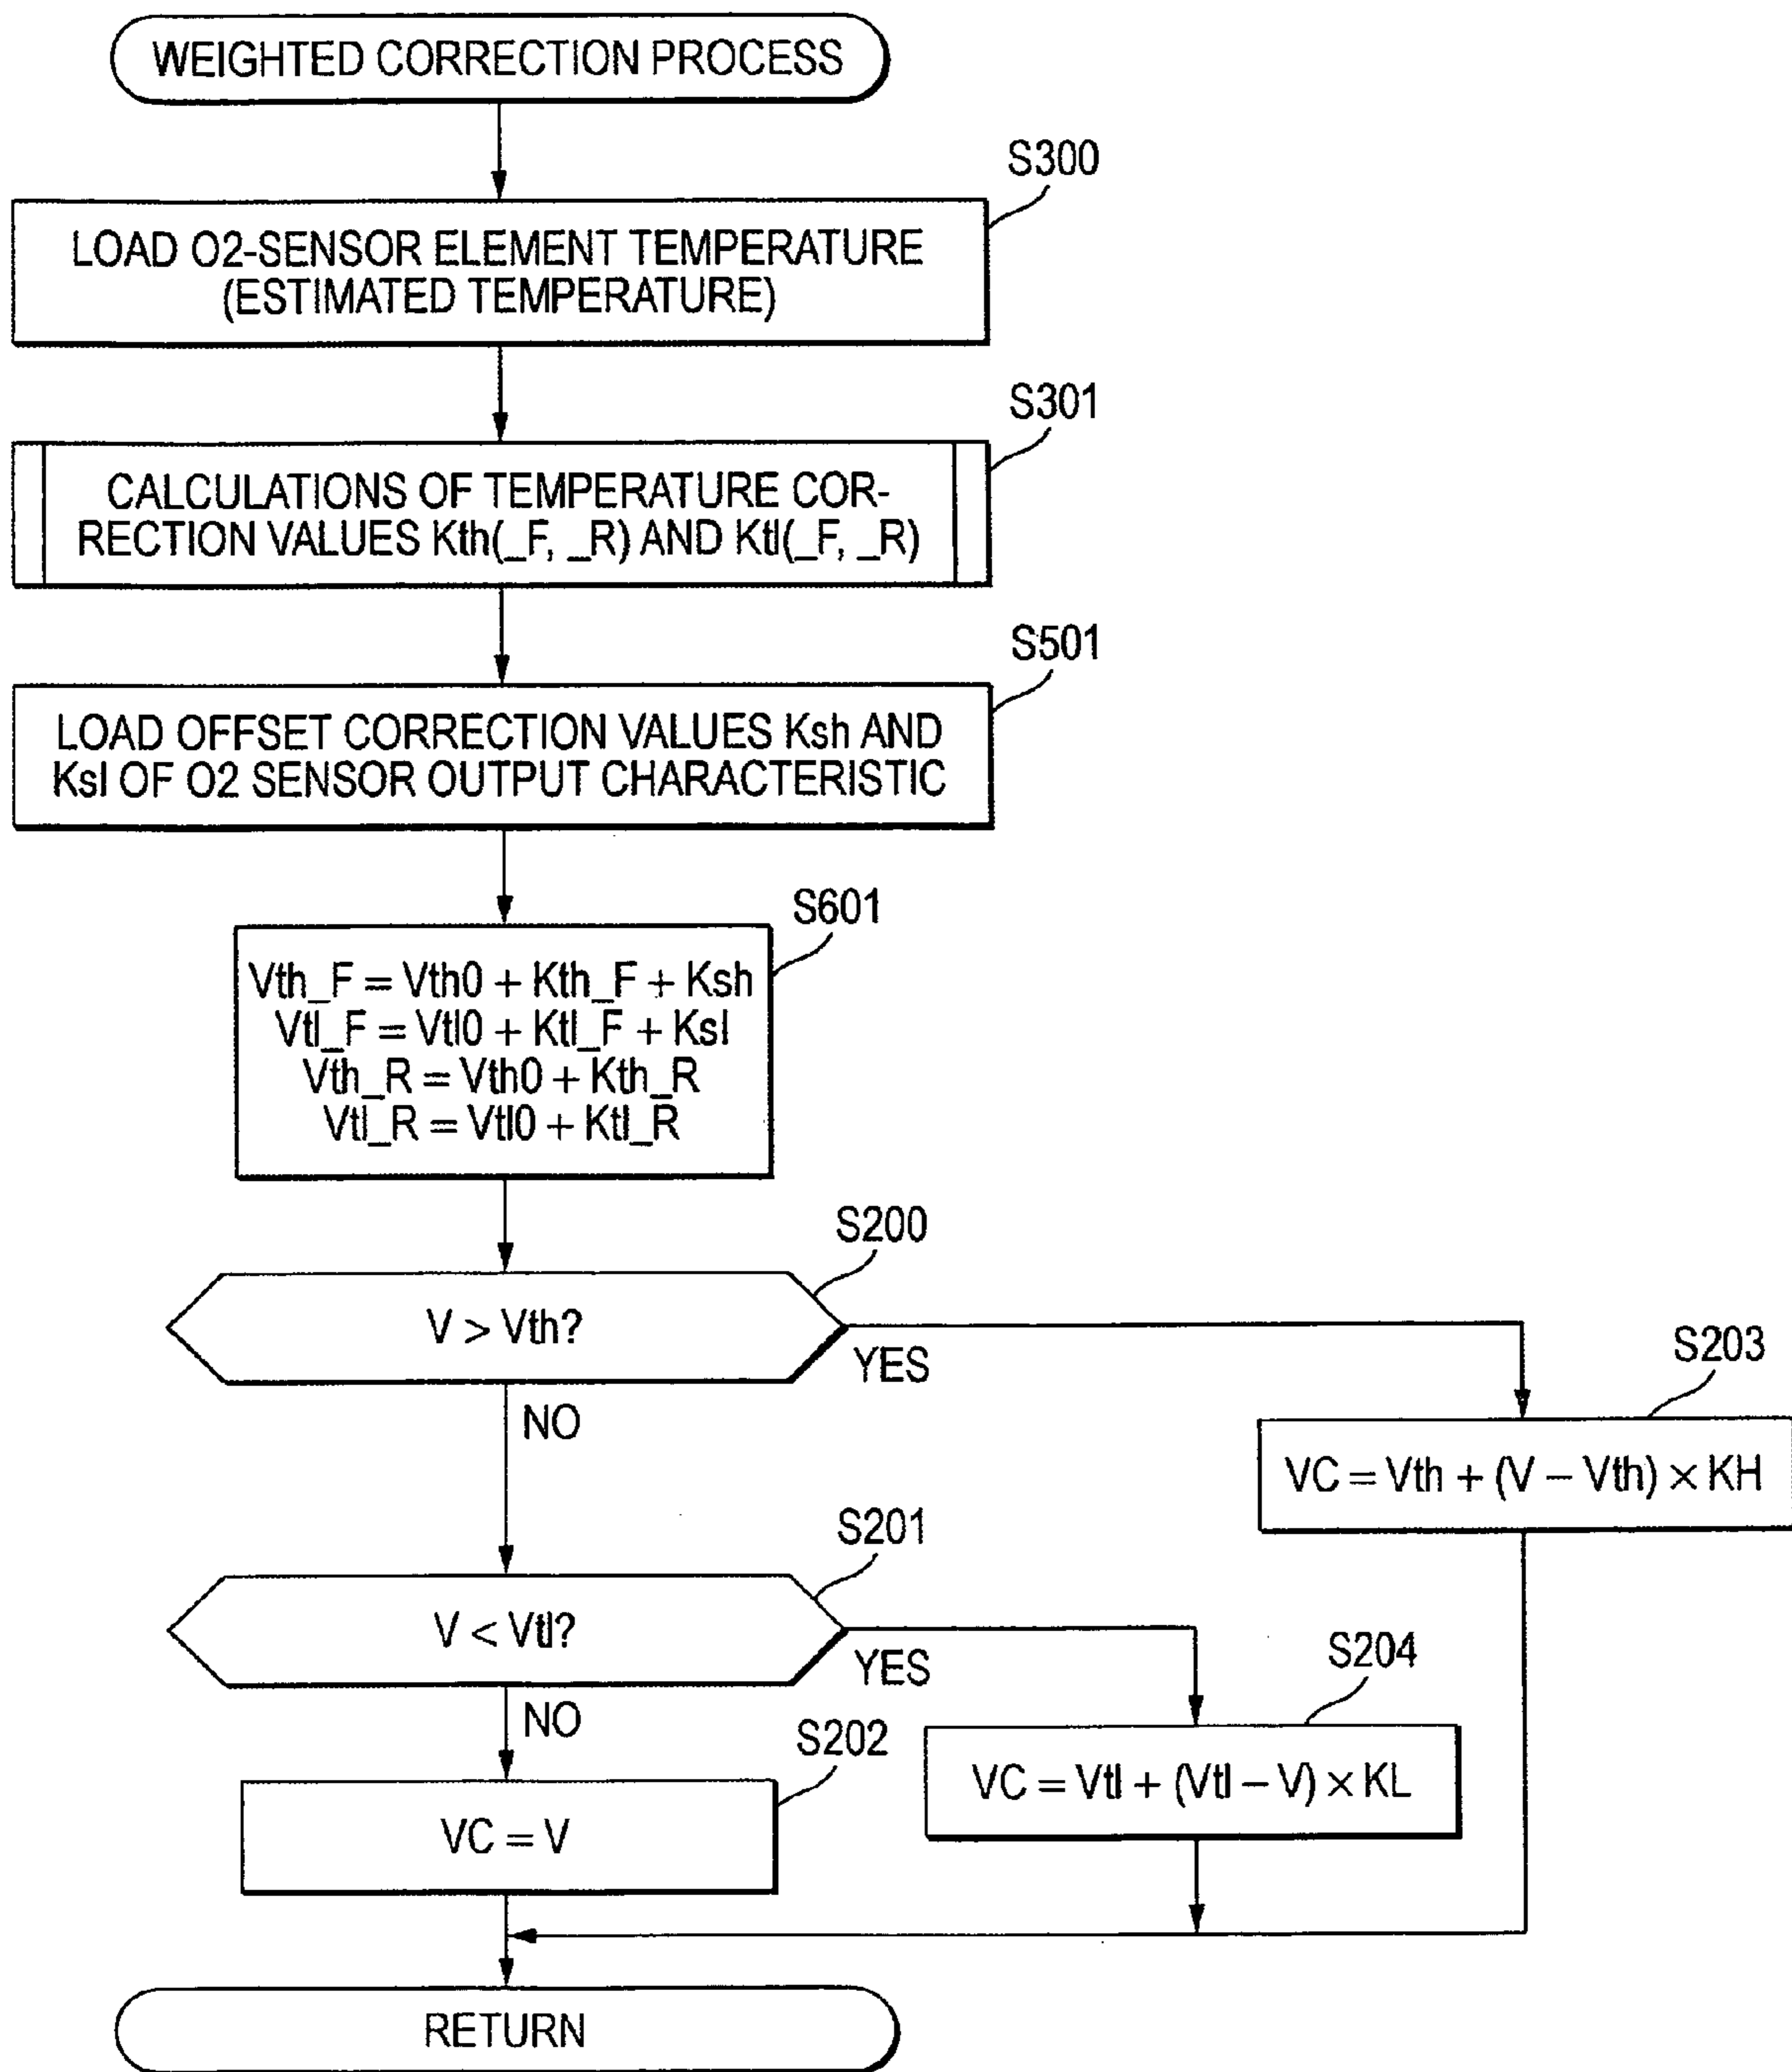 WEIGHTED CORRECTION PROCESS
S300
LOAD O2-SENSOR ELEMENT TEMPERATURE
(ESTIMATED TEMPERATURE)
S301
CALCULATIONS OF TEMPERATURE COR-
RECTION VALUES Kth(_F, _R) AND Ktl(_F, _R)
S501
LOAD OFFSET CORRECTION VALUES Ksh AND
Ksl OF O2 SENSOR OUTPUT CHARACTERISTIC
S601
Vth_F = Vth0 + Kth_F + Ksh
Vtl_F = Vtl0 + Ktl_F + Ksl
Vth_R = Vth0 + Kth_R
Vtl_R = Vtl0 + Ktl_R
S200
V > Vth?
YES
NO
S203
VC = Vth + (V – Vth) × KH
S201
V < Vtl?
YES
NO
S204
VC = Vtl + (Vtl – V) × KL
S202
VC = V
RETURN